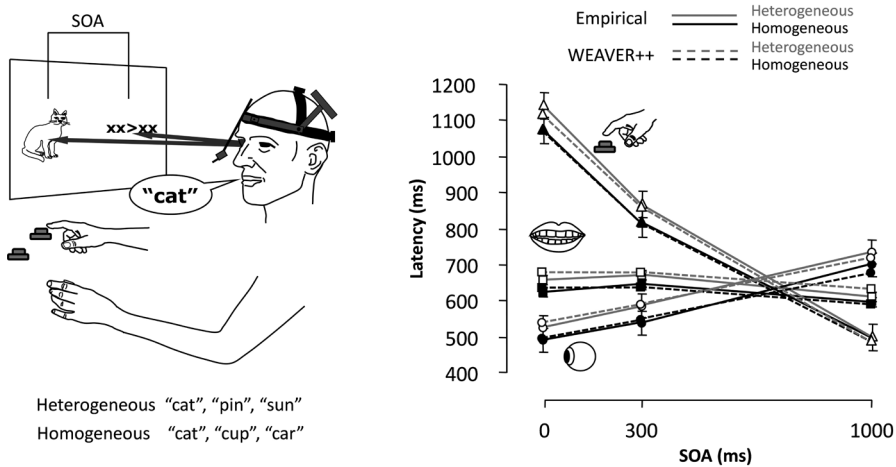 SOA
xx>xx
"cat"
Heterogeneous "cat", "pin", "sun"
Homogeneous "cat", "cup", "car"
Empirical
Heterogeneous
Homogeneous
WEAVER++
Heterogeneous
Homogeneous
Latency (ms)
1200
1100
1000
900
800
700
600
500
400
0 300 1000
SOA (ms)